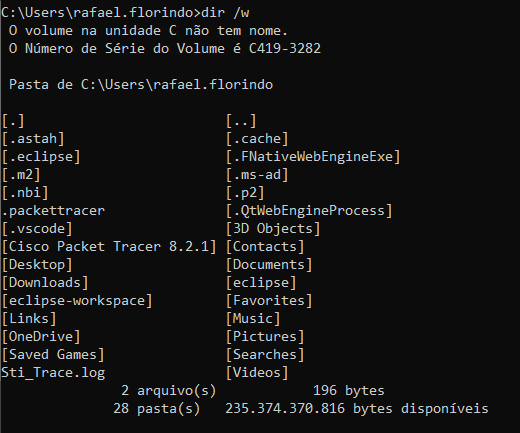 C:\Users\rafael.florindo>dir /w
O volume na unidade C não tem nome.
O Número de Série do Volume é C419-3282
Pasta de C:\Users\rafael.florindo
[.] [..]
[.astah] [.cache]
[.eclipse] [.FNativeWebEngineExe]
[.m2] [.ms-ad]
[.nbi] [.p2]
.packettracer [.QtWebEngineProcess]
[.vscode] [3D Objects]
[Cisco Packet Tracer 8.2.1] [Contacts]
[Desktop] [Documents]
[Downloads] [eclipse]
[eclipse-workspace] [Favorites]
[Links] [Music]
[OneDrive] [Pictures]
[Saved Games] [Searches]
Sti_Trace.log [Videos]
2 arquivo(s) 196 bytes
28 pasta(s) 235.374.370.816 bytes disponíveis